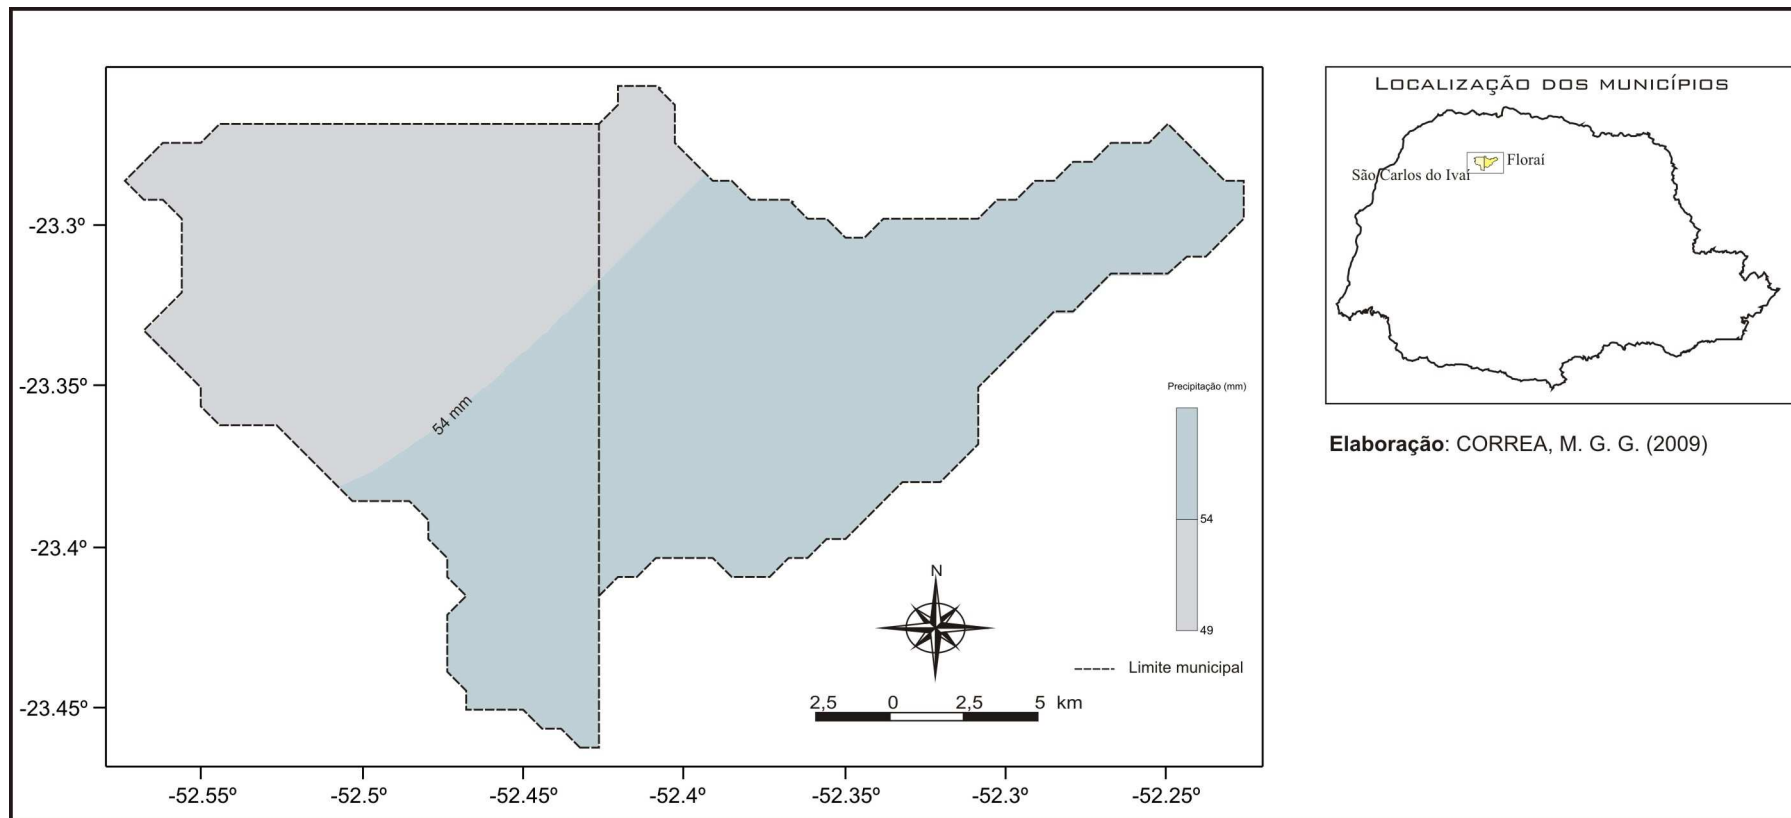 -23.3º
-23.35º
-23.4º
-23.45º
-52.55º
-52.5º
-52.45º
-52.4º
-52.35º
-52.3º
-52.25º
54 mm
Precipitação (mm)
54
49
N
Limite municipal
2,5 0 2,5 5 km
LOCALIZAÇÃO DOS MUNICÍPIOS
Floraí
São Carlos do Ivaí
Elaboração: CORREA, M. G. G. (2009)